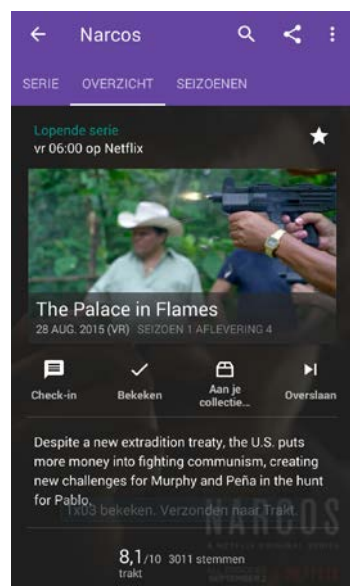 Narcos
SERIE OVERZICHT SEIZOENEN
Lopende serie
vr 06:00 op Netflix
The Palace in Flames
28 AUG. 2015 (VR) SEIZOEN 1 AFLEVERING 4
Check-in Bekeken Aan je collectie... Overslaan
Despite a new extradition treaty, the U.S. puts
more money into fighting communism, creating
new challenges for Murphy and Peña in the hunt
for Pablo.
1x03 bekeken. Verzonden naar Trakt.
NARCOS
A NETFLIX ORIGINAL SERIES
8,1/10 3011 stemmen
trakt